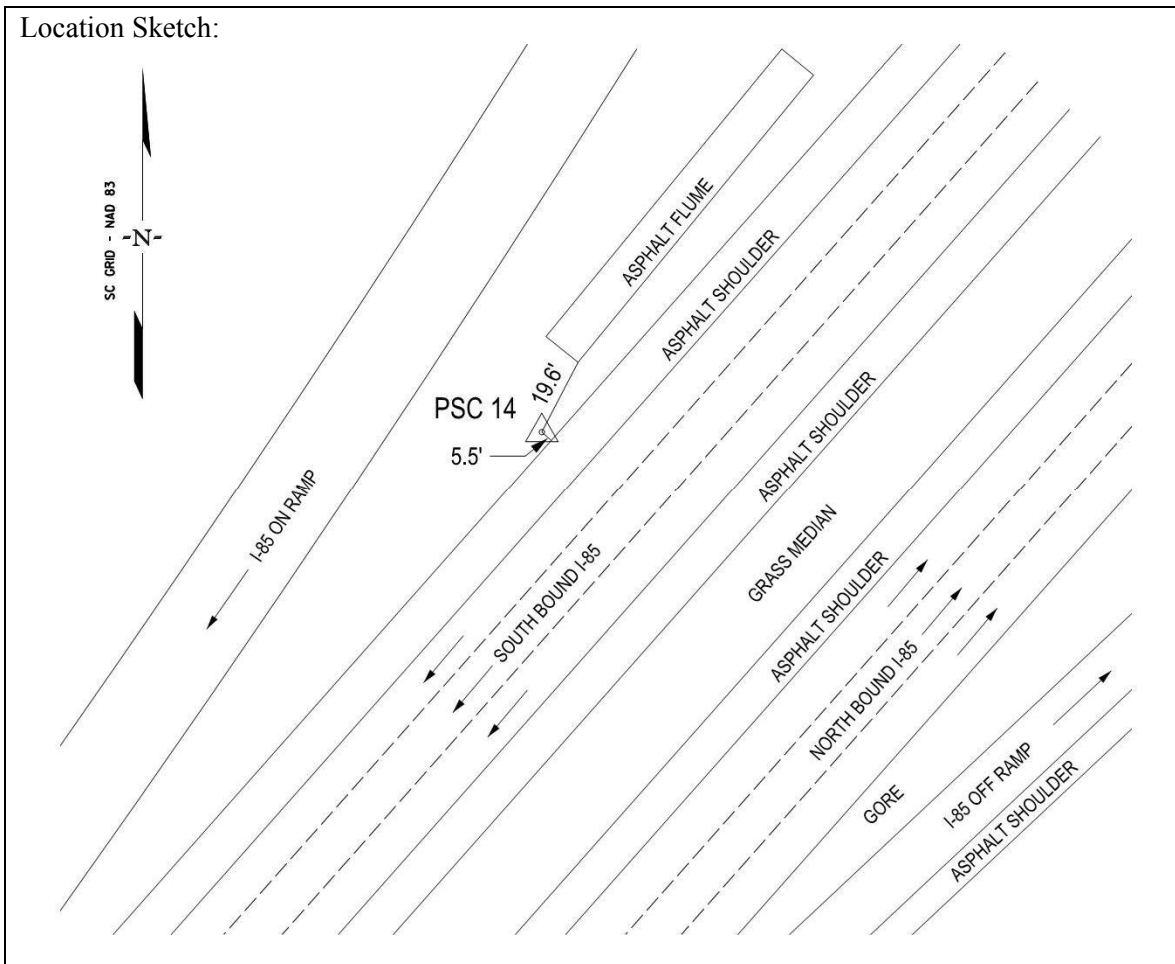 Location Sketch:
SC GRID - NAD 83
-N-
ASPHALT FLUME
ASPHALT SHOULDER
19.6'
PSC 14
5.5'
ASPHALT SHOULDER
I-85 ON RAMP
GRASS MEDIAN
SOUTH BOUND I-85
ASPHALT SHOULDER
NORTH BOUND I-85
GORE
I-85 OFF RAMP
ASPHALT SHOULDER